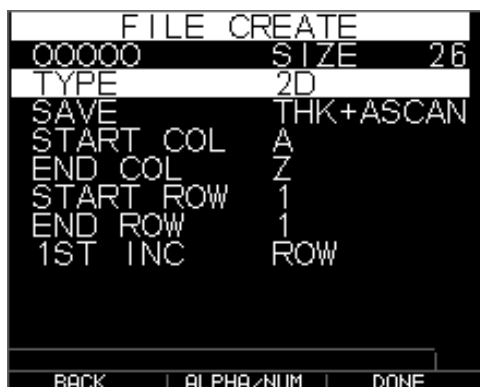 FILE CREATE
OOOOO SIZE 26
TYPE 2D
SAVE THK+ASCAN
START COL A
END COL Z
START ROW 1
END ROW 1
1ST INC ROW
BACK | ALPHA/NUM | DONE